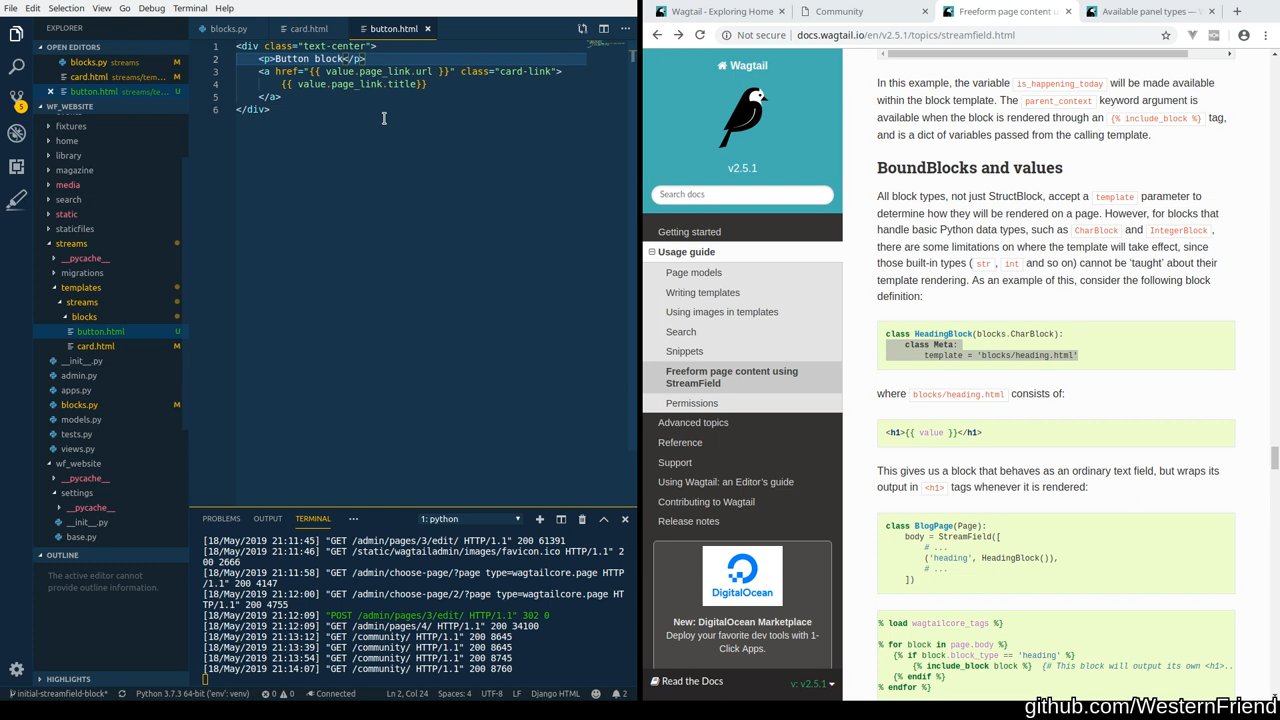 File Edit Selection View Go Debug Terminal Help
Wagtail - Exploring Home
Community
Freeform page content u
Available panel types — W
EXPLORER
blocks.py card.html button.html
Not secure docs.wagtail.io/en/v2.5.1/topics/streamfield.html
OPEN EDITORS
blocks.py streams
card.html streams/tem...
button.html streams/te...
WF_WEBSITE
fixtures
home
library
magazine
media
search
static
staticfiles
streams
__pycache__
migrations
templates
streams
blocks
button.html U
card.html M
__init__.py
admin.py
apps.py
blocks.py M
models.py
tests.py
views.py
wf_website
__pycache__
settings
__pycache__
__init__.py
base.py
OUTLINE
The active editor cannot
provide outline information.
HIGHLIGHTS
1 <div class="text-center">
2 <p>Button block</p>
3 <a href="{{ value.page_link.url }}" class="card-link">
4 {{ value.page_link.title}}
5 </a>
6 </div>
PROBLEMS OUTPUT TERMINAL ··· 1: python
[18/May/2019 21:11:45] "GET /admin/pages/3/edit/ HTTP/1.1" 200 61391
[18/May/2019 21:11:46] "GET /static/wagtailadmin/images/favicon.ico HTTP/1.1" 2
00 2666
[18/May/2019 21:11:58] "GET /admin/choose-page/?page type=wagtailcore.page HTTP
/1.1" 200 4147
[18/May/2019 21:12:00] "GET /admin/choose-page/2/?page type=wagtailcore.page HT
TP/1.1" 200 4755
[18/May/2019 21:12:09] "POST /admin/pages/3/edit/ HTTP/1.1" 302 0
[18/May/2019 21:12:09] "GET /admin/pages/4/ HTTP/1.1" 200 34100
[18/May/2019 21:13:12] "GET /community/ HTTP/1.1" 200 8645
[18/May/2019 21:13:39] "GET /community/ HTTP/1.1" 200 8645
[18/May/2019 21:13:54] "GET /community/ HTTP/1.1" 200 8745
[18/May/2019 21:14:07] "GET /community/ HTTP/1.1" 200 8760
initial-streamfield-block* Python 3.7.3 64-bit ('env': venv) 0 0 Connected Ln 2, Col 24 Spaces: 4 UTF-8 LF Django HTML 2
Wagtail
v2.5.1
Search docs
Getting started
Usage guide
Page models
Writing templates
Using images in templates
Search
Snippets
Freeform page content using
StreamField
Permissions
Advanced topics
Reference
Support
Using Wagtail: an Editor's guide
Contributing to Wagtail
Release notes
DigitalOcean
New: DigitalOcean Marketplace
Deploy your favorite dev tools with 1-
Click Apps.
Read the Docs v: v2.5.1
In this example, the variable is_happening_today will be made available
within the block template. The parent_context keyword argument is
available when the block is rendered through an {% include_block %} tag,
and is a dict of variables passed from the calling template.
BoundBlocks and values
All block types, not just StructBlock, accept a template parameter to
determine how they will be rendered on a page. However, for blocks that
handle basic Python data types, such as CharBlock and IntegerBlock ,
there are some limitations on where the template will take effect, since
those built-in types ( str , int and so on) cannot be 'taught' about their
template rendering. As an example of this, consider the following block
definition:
class HeadingBlock(blocks.CharBlock):
class Meta:
template = 'blocks/heading.html'
where blocks/heading.html consists of:
<h1>{{ value }}</h1>
This gives us a block that behaves as an ordinary text field, but wraps its
output in <h1> tags whenever it is rendered:
class BlogPage(Page):
body = StreamField([
# ...
('heading', HeadingBlock()),
# ...
])
% load wagtailcore_tags %}
% for block in page.body %}
{% if block.block_type == 'heading' %}
{% include_block block %} {# This block will output its own <h1>..
{% endif %}
% endfor %}
github.com/WesternFriend